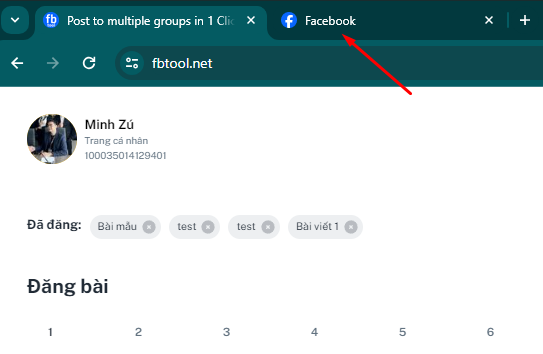 Post to multiple groups in 1 Clic
Facebook
fbtool.net
Minh Zú
Trang cá nhân
100035014129401
Đã đăng: Bài mẫu test test Bài viết 1
Đăng bài
1 2 3 4 5 6